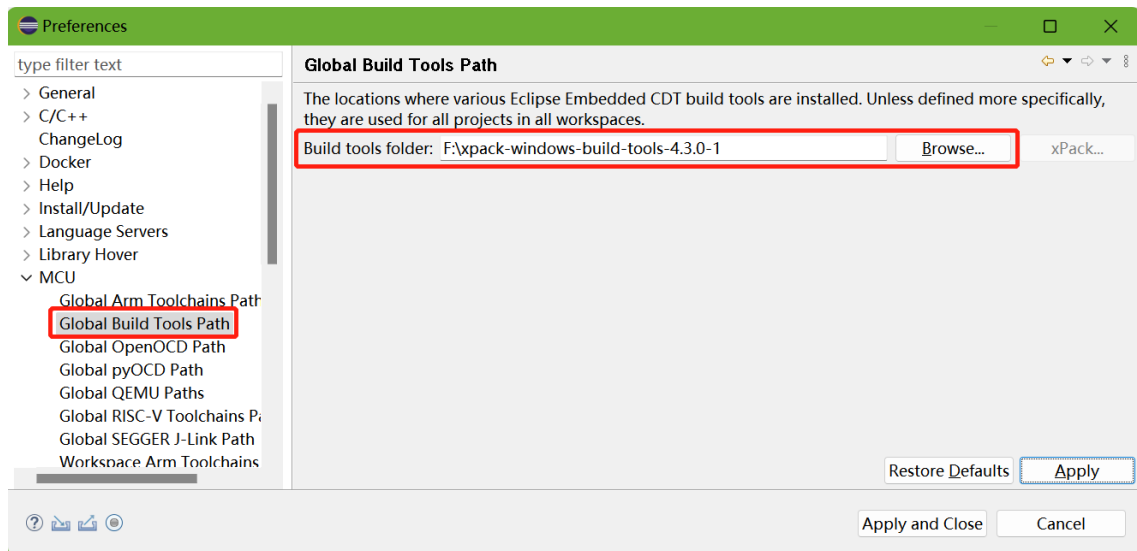 Preferences
type filter text
General
C/C++
ChangeLog
Docker
Help
Install/Update
Language Servers
Library Hover
MCU
Global Arm Toolchains Path
Global Build Tools Path
Global OpenOCD Path
Global pyOCD Path
Global QEMU Paths
Global RISC-V Toolchains Pa
Global SEGGER J-Link Path
Workspace Arm Toolchains
Global Build Tools Path
The locations where various Eclipse Embedded CDT build tools are installed. Unless defined more specifically,
they are used for all projects in all workspaces.
Build tools folder: F:\xpack-windows-build-tools-4.3.0-1 Browse... xPack...
Restore Defaults Apply
Apply and Close Cancel